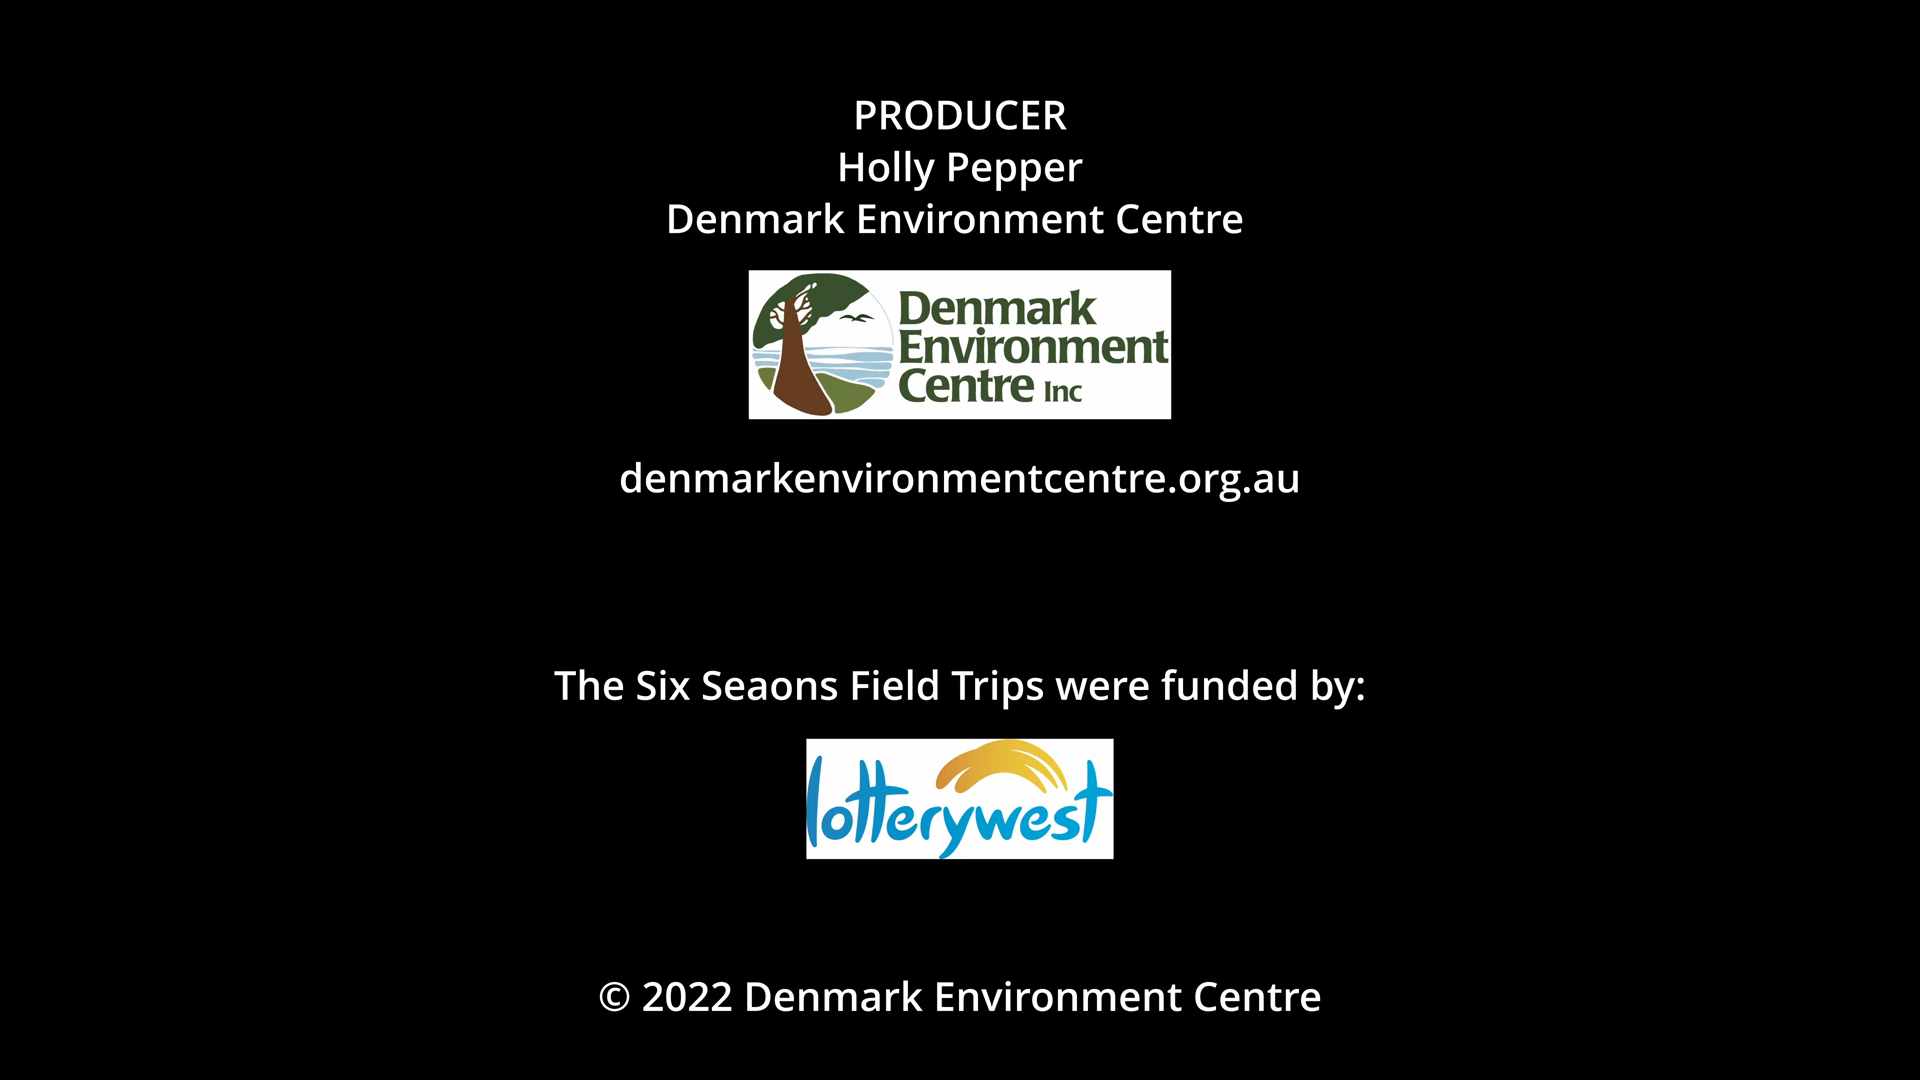 PRODUCER
Holly Pepper
Denmark Environment Centre
Denmark
Environment
Centre Inc
denmarkenvironmentcentre.org.au
The Six Seaons Field Trips were funded by:
lotterywest
© 2022 Denmark Environment Centre